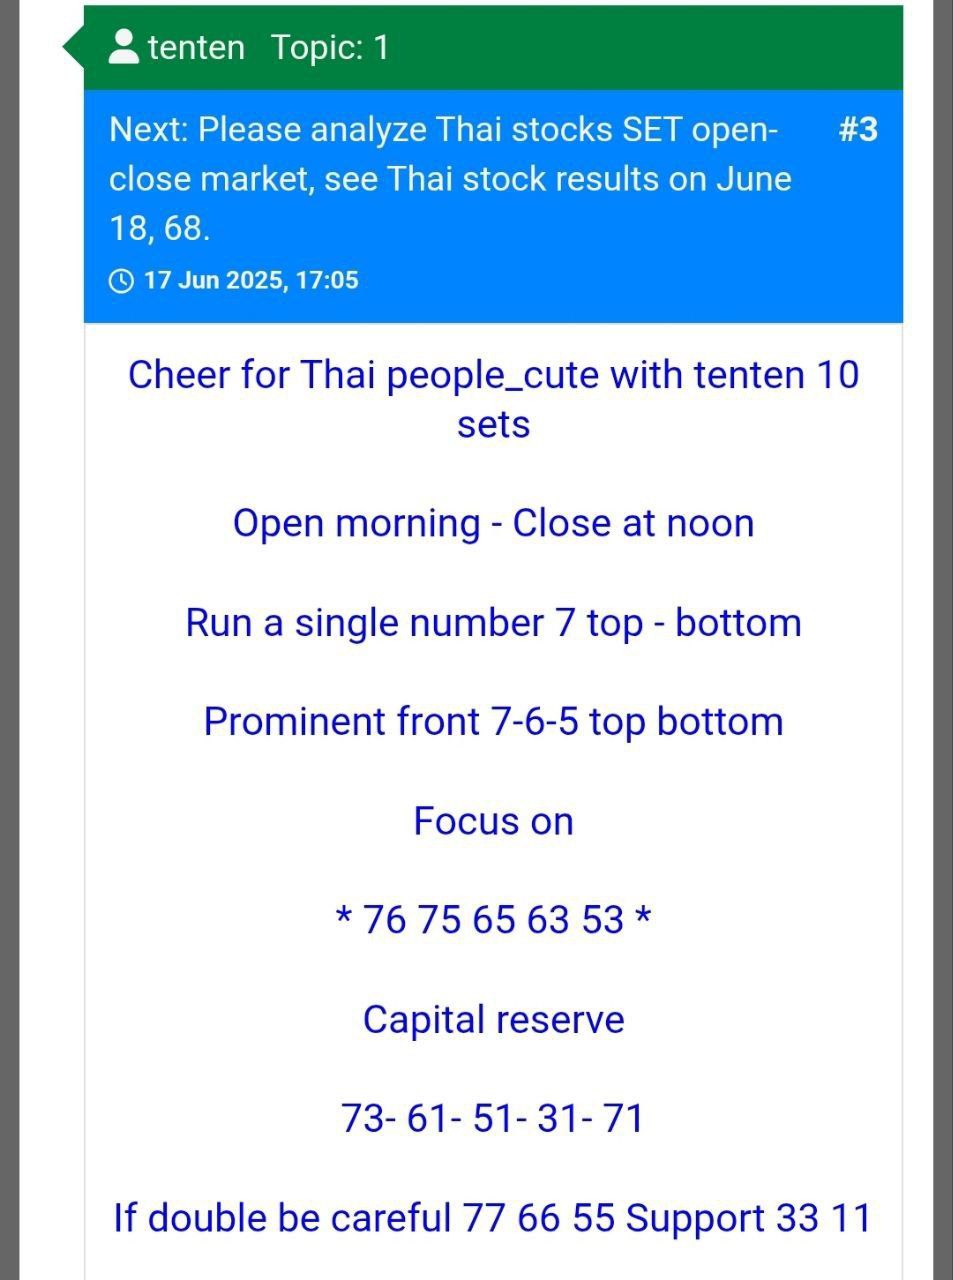 tenten Topic: 1
Next: Please analyze Thai stocks SET open-
#3
close market, see Thai stock results on June
18, 68.
17 Jun 2025, 17:05
Cheer for Thai people_cute with tenten 10
sets
Open morning - Close at noon
Run a single number 7 top - bottom
Prominent front 7-6-5 top bottom
Focus on
* 76 75 65 63 53 *
Capital reserve
73- 61- 51- 31- 71
If double be careful 77 66 55 Support 33 11